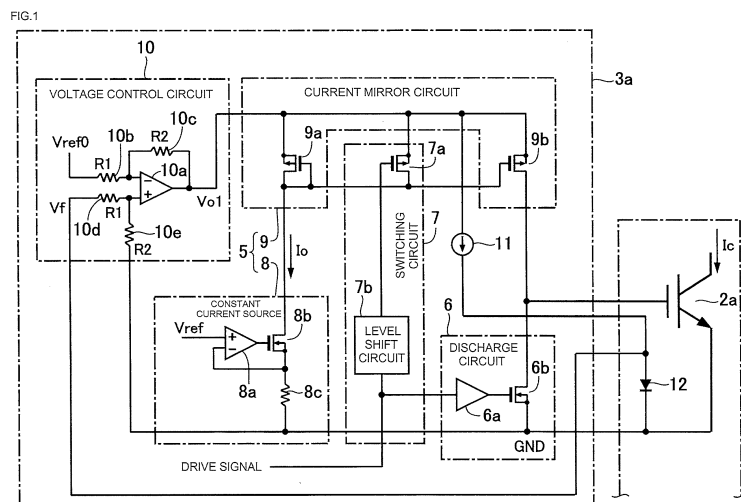 FIG.1
10
3a
VOLTAGE CONTROL CIRCUIT
CURRENT MIRROR CIRCUIT
10c
R2
10b
Vref0
R1
10a
Vf
R1
10d
Vo1
10e
R2
9a
7a
9b
9
5
8
Io
SWITCHING
CIRCUIT
7
11
Ic
2a
CONSTANT
CURRENT SOURCE
Vref
8b
8a
8c
7b
LEVEL
SHIFT
CIRCUIT
6
DISCHARGE
CIRCUIT
6b
6a
12
GND
DRIVE SIGNAL